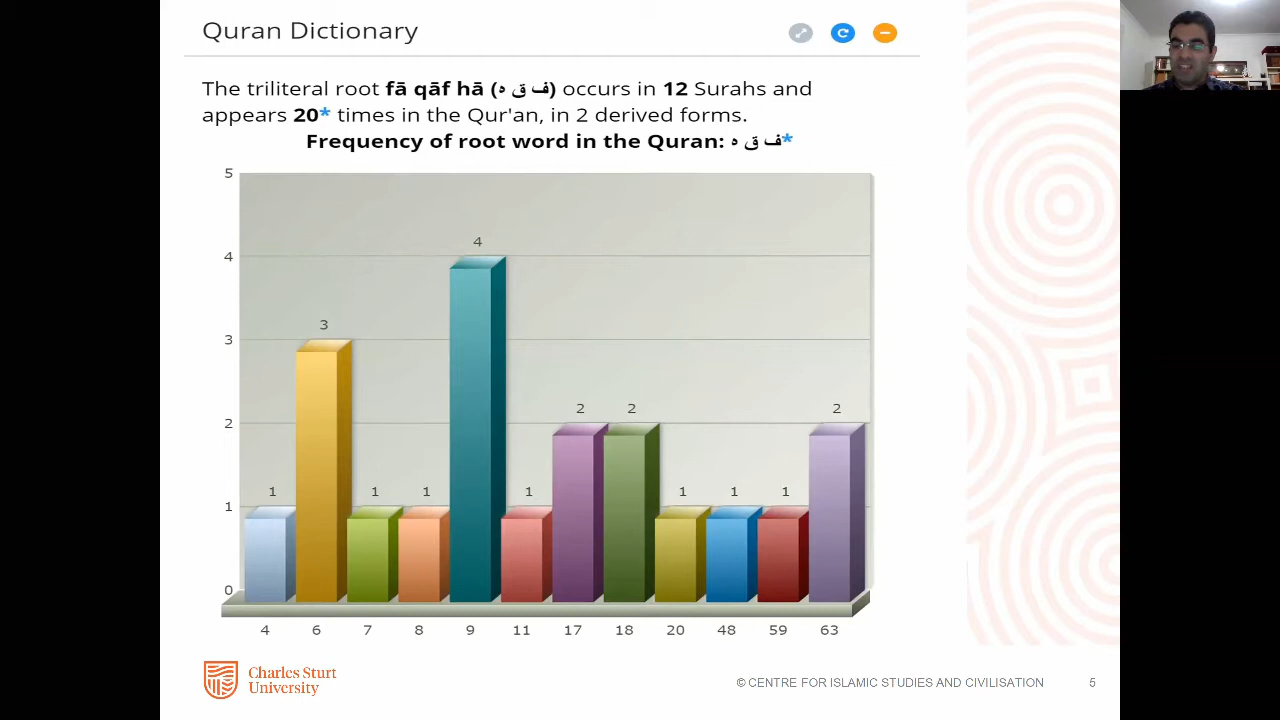 Quran Dictionary
The triliteral root fā qāf hā (ف ق ه) occurs in 12 Surahs and
appears 20* times in the Qur'an, in 2 derived forms.
Frequency of root word in the Quran: ف ق ه*
5
4
3
2
1
0
1
3
1
1
4
1
2
2
1
1
1
2
4 6 7 8 9 11 17 18 20 48 59 63
Charles Sturt
University
© CENTRE FOR ISLAMIC STUDIES AND CIVILISATION 5